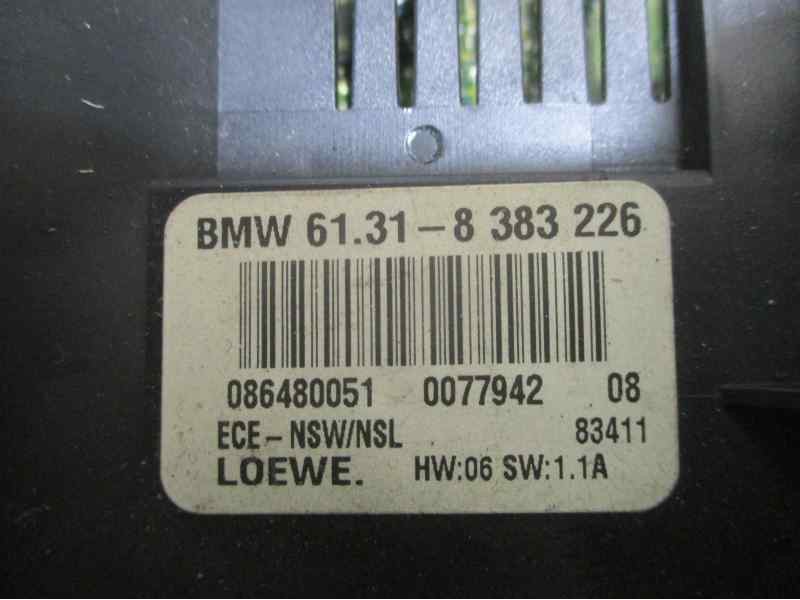 BMW 61.31-8 383 226
086480051 0077942 08
ECE-NSW/NSL 83411
LOEWE. HW:06 SW:1.1A